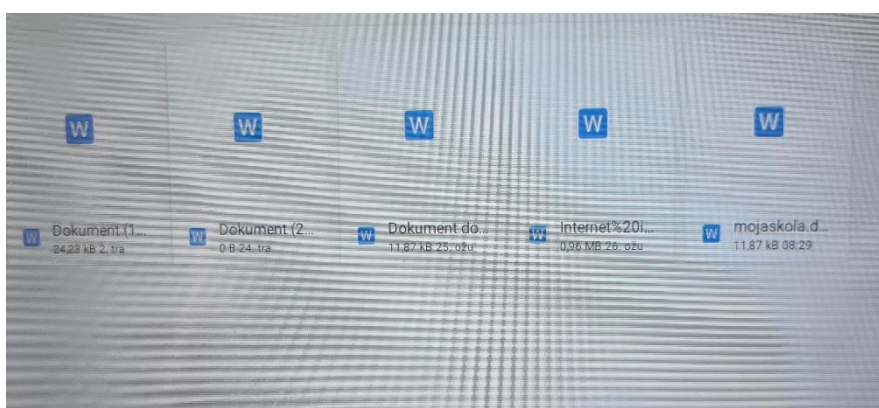 W W W W W
W Dokument (1... W Dokument (2... W Dokument.do... W Internet%20i... W mojaskola.d...
24,23 kB 2. tra 0 B 24. tra 11,87 kB 25. ožu 0,96 MB 26. ožu 11,87 kB 08:29